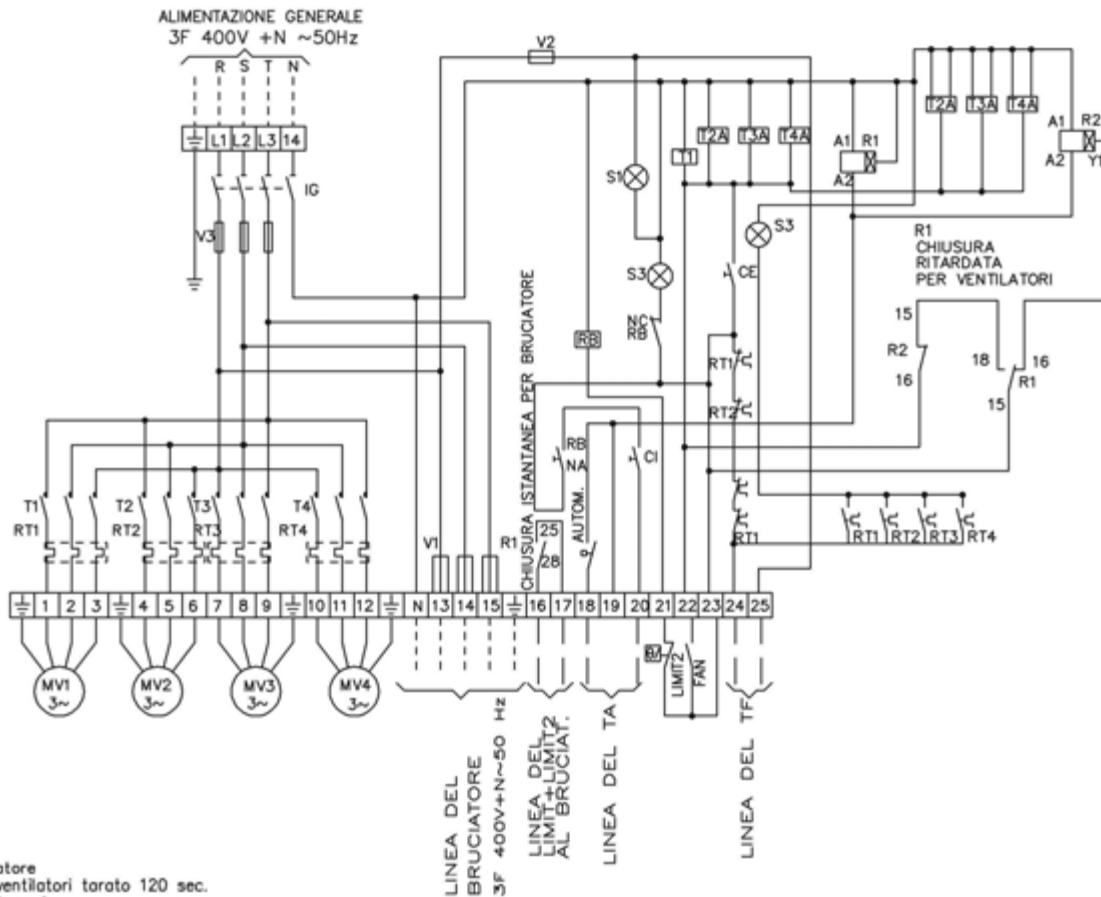 ALIMENTAZIONE GENERALE
3F 400V +N ~50Hz
R S T N
L1 L2 L3 14
IG
V3
V2
S1
S3
NC
RB
RB
T1
T2A T3A T4A
CE
RT1
RT2
RT1
A1 R1
A2
S3
T2A T3A T4A
A1 R2
A2 Y1
R1
CHIUSURA
RITARDATA
PER VENTILATORI
15
R2
16
18 16
R1
15
CHIUSURA ISTANTANEA PER BRUCIATORE
RB
NA
CI
AUTOM.
25
28
RT1 RT2 RT3 RT4
T1 T2 T3 T4
RT1 RT2 RT3 RT4
V1 R1
1 2 3 4 5 6 7 8 9 10 11 12 N 13 14 15 16 17 18 19 20 21 22 23 24 25
MV1
3~
MV2
3~
MV3
3~
MV4
3~
LIMIT2
FAN
LINEA DEL
BRUCIATORE
3F 400V+N~50 Hz
LINEA DEL
LIMIT+LIMIT2
AL BRUCIAT.
LINEA DEL TA
LINEA DEL TF
atore
ventilatori tarato 120 sec.